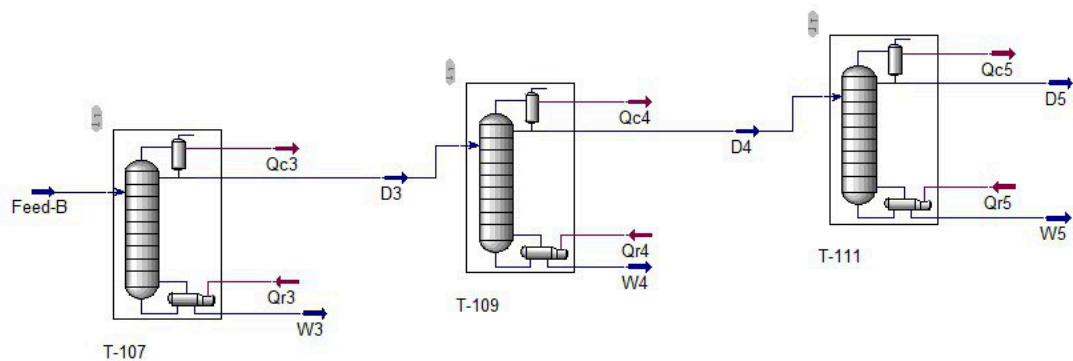 Qc5
D5
Qc4
D4
Qc3
D3
Feed-B
Qr5
W5
T-111
Qr4
W4
T-109
Qr3
W3
T-107